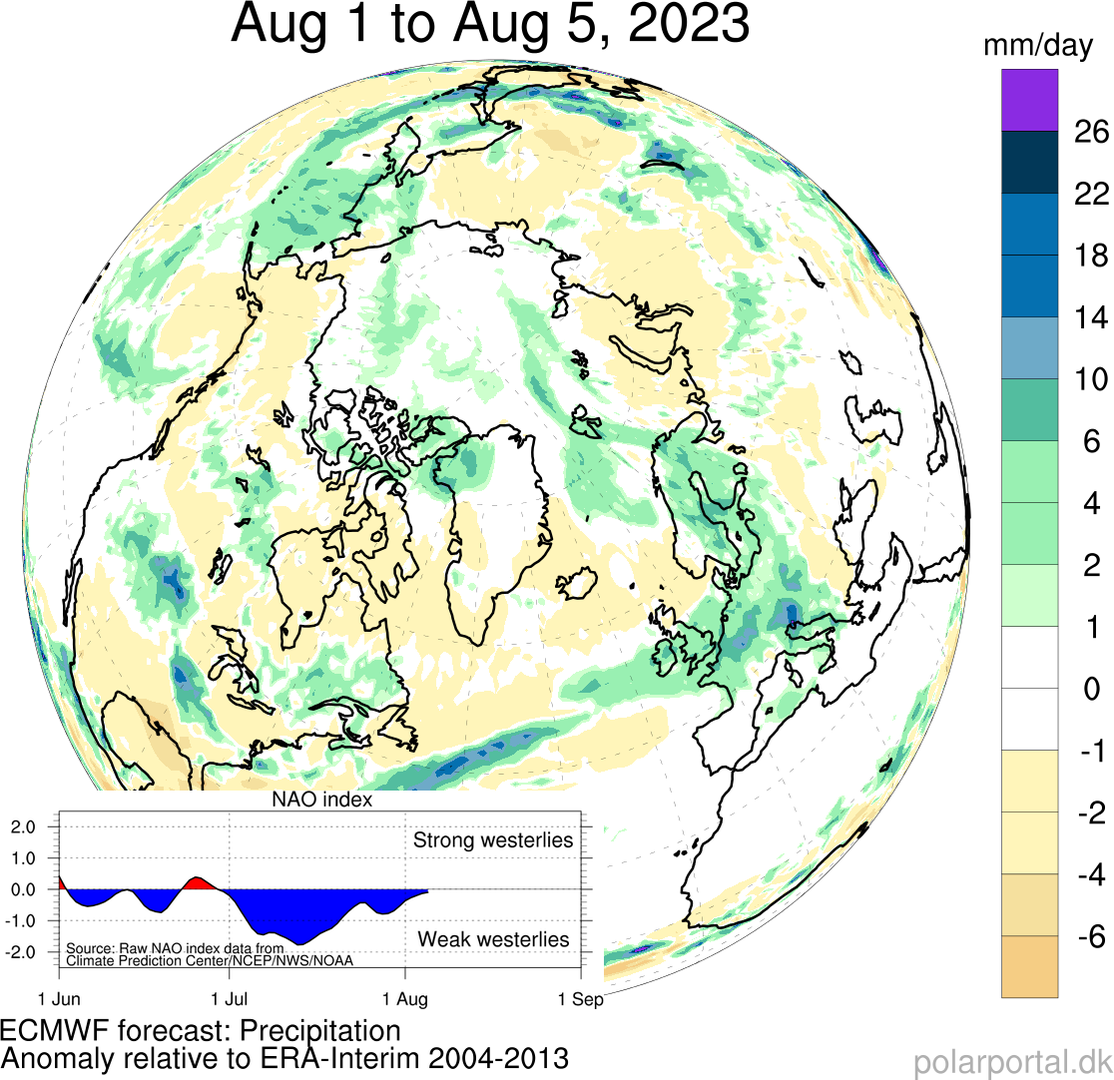 Aug 1 to Aug 5, 2023
mm/day
26
22
18
14
10
6
4
2
1
0
-1
-2
-4
-6
NAO index
2.0
1.0
0.0
-1.0
-2.0
Strong westerlies
Weak westerlies
Source: Raw NAO index data from
Climate Prediction Center/NCEP/NWS/NOAA
1 Jun 1 Jul 1 Aug 1 Sep
ECMWF forecast: Precipitation
Anomaly relative to ERA-Interim 2004-2013
polarportal.dk